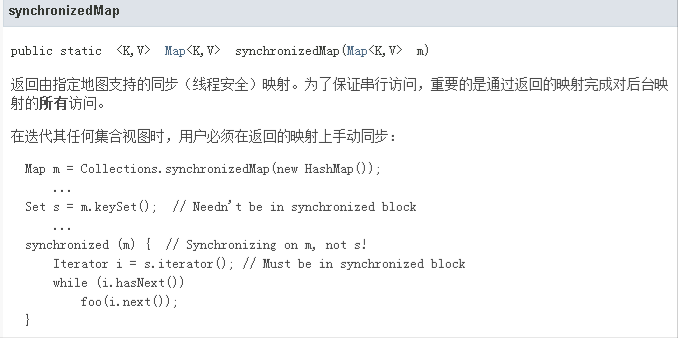 synchronizedMap
public static <K,V> Map<K,V> synchronizedMap(Map<K,V> m)
返回由指定地图支持的同步（线程安全）映射。为了保证串行访问，重要的是通过返回的映射完成对后台映
射的所有访问。
在迭代其任何集合视图时，用户必须在返回的映射上手动同步：
Map m = Collections.synchronizedMap(new HashMap());
...
Set s = m.keySet(); // Needn't be in synchronized block
...
synchronized (m) { // Synchronizing on m, not s!
Iterator i = s.iterator(); // Must be in synchronized block
while (i.hasNext())
foo(i.next());
}